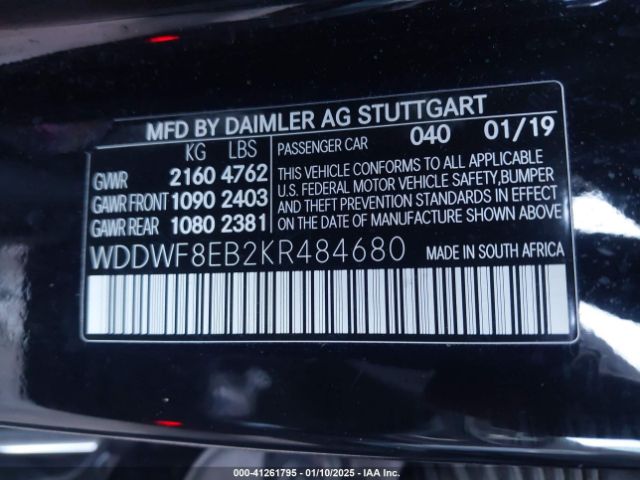 MFD BY DAIMLER AG STUTTGART
KG LBS
GVWR 2160 4762
GAWR FRONT 1090 2403
GAWR REAR 1080 2381
PASSENGER CAR 040 01/19
THIS VEHICLE COMPLIES TO ALL APPLICABLE
U.S. FEDERAL MOTOR VEHICLE SAFETY,BUMPER
AND THEFT PREVENTION STANDARDS IN EFFECT
ON THE DATE OF MANUFACTURE SHOWN ABOVE
WDDWF8EB2KR484680 MADE IN SOUTH AFRICA
000-41261795 - 01/10/2025 - IAA Inc.